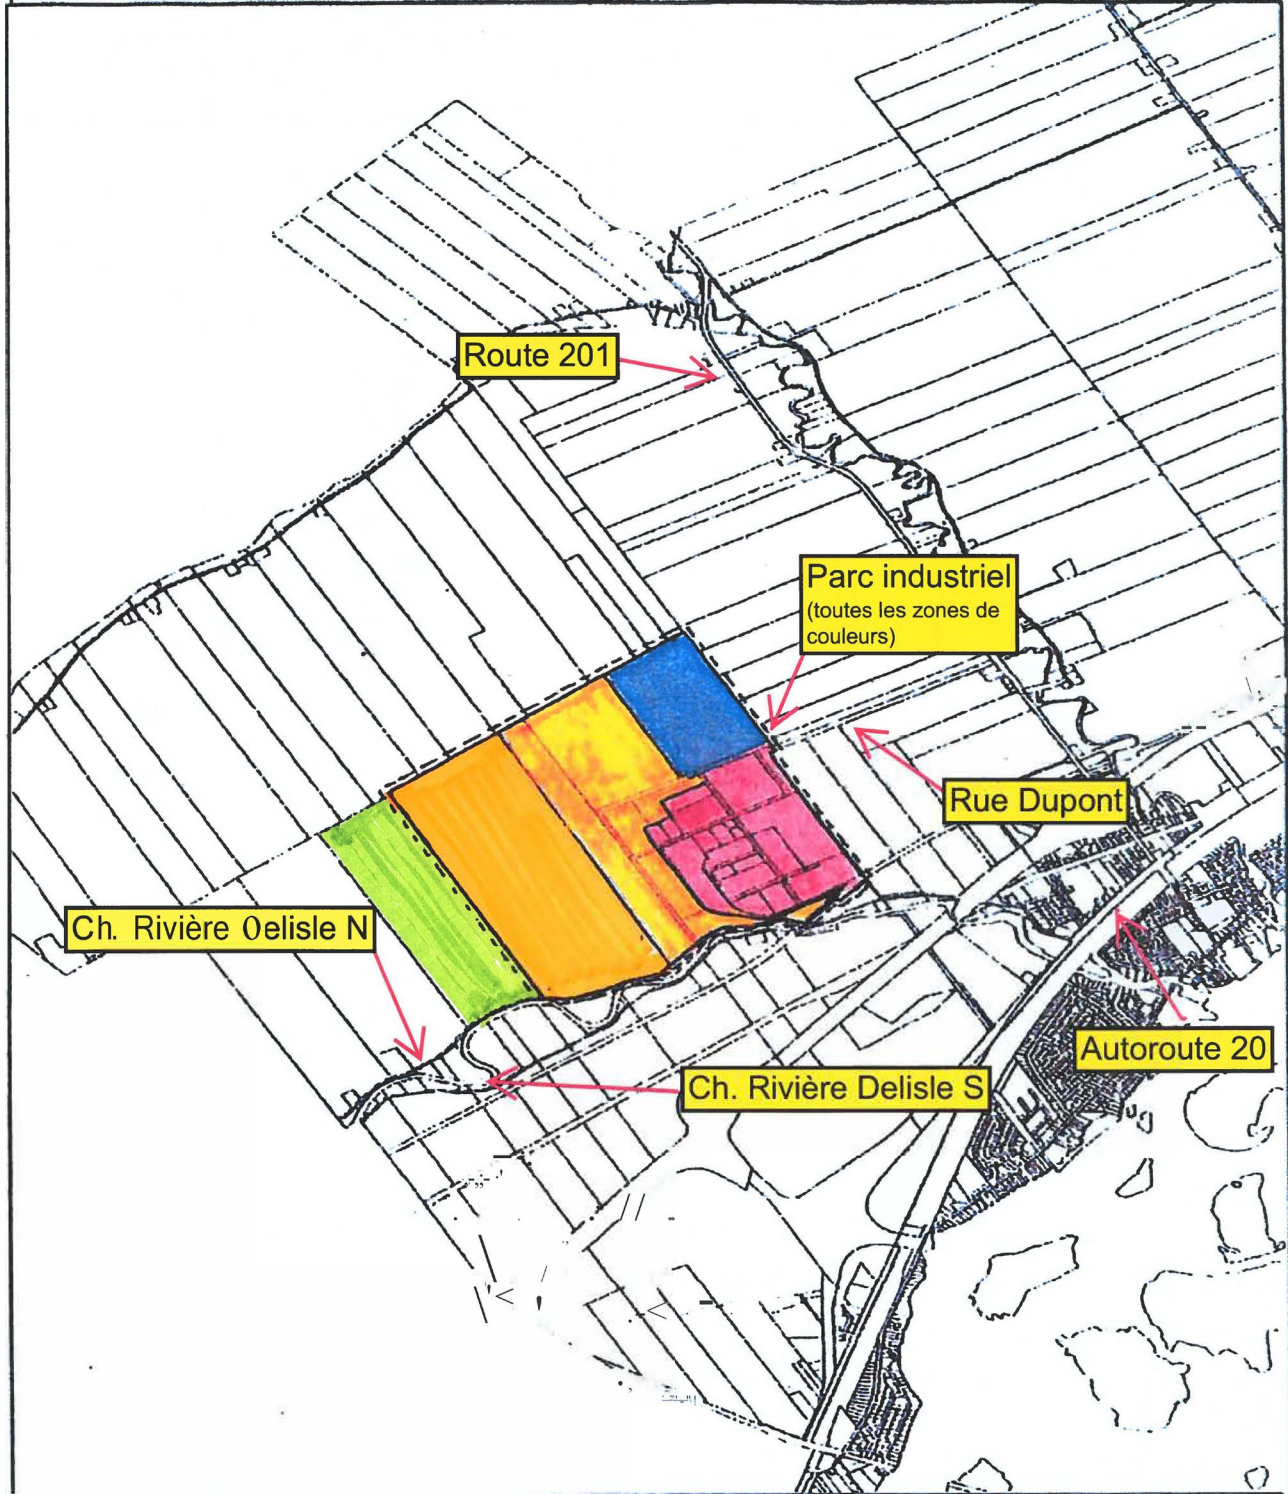 Route 201
Parc industriel
(toutes les zones de
couleurs)
Rue Dupont
Ch. Rivière 0elisle N
Autoroute 20
Ch. Rivière Delisle S